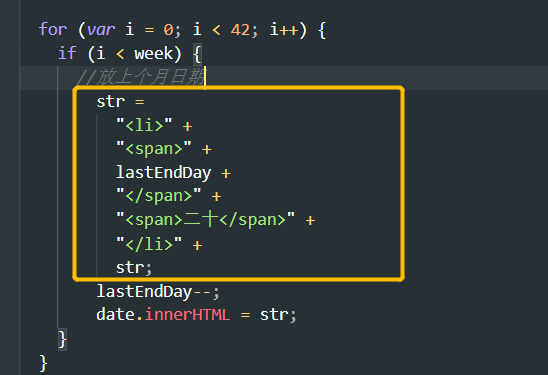 for (var i = 0; i < 42; i++) {
if (i < week) {
//放上个月日期
str =
"<li>" +
"<span>" +
lastEndDay +
"</span>" +
"<span>二十</span>" +
"</li>" +
str;
lastEndDay--;
date.innerHTML = str;
}
}